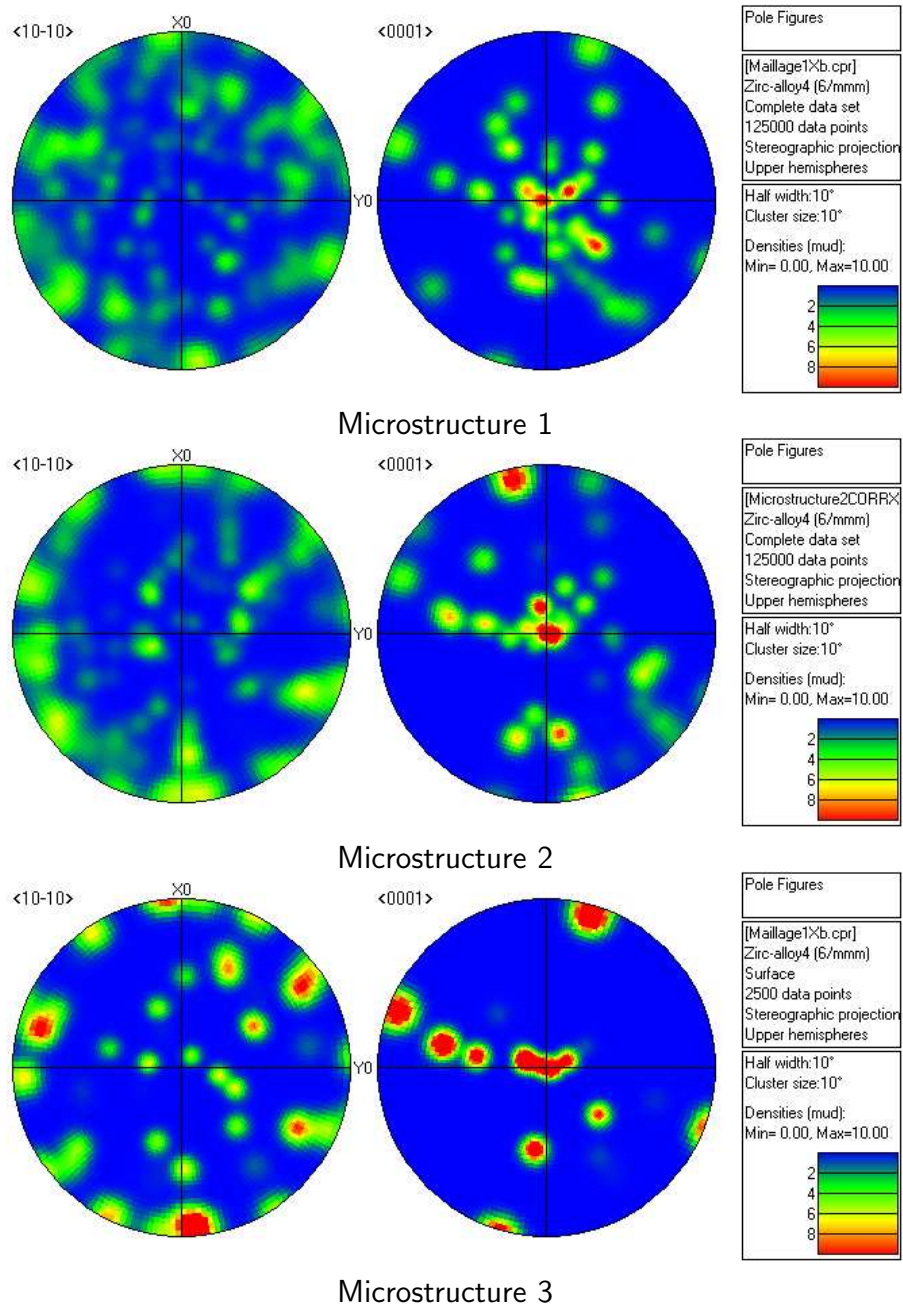 <10-10>
X0
<0001>
Y0
Pole Figures
[Maillage1Xb.cpr]
Zirc-alloy4 (6/mmm)
Complete data set
125000 data points
Stereographic projection
Upper hemispheres
Half width:10°
Cluster size:10°
Densities (mud):
Min= 0.00, Max=10.00
2
4
6
8
Microstructure 1
<10-10>
X0
<0001>
Y0
Pole Figures
[Microstructure2CORRX
Zirc-alloy4 (6/mmm)
Complete data set
125000 data points
Stereographic projection
Upper hemispheres
Half width:10°
Cluster size:10°
Densities (mud):
Min= 0.00, Max=10.00
2
4
6
8
Microstructure 2
<10-10>
X0
<0001>
Y0
Pole Figures
[Maillage1Xb.cpr]
Zirc-alloy4 (6/mmm)
Surface
2500 data points
Stereographic projection
Upper hemispheres
Half width:10°
Cluster size:10°
Densities (mud):
Min= 0.00, Max=10.00
2
4
6
8
Microstructure 3